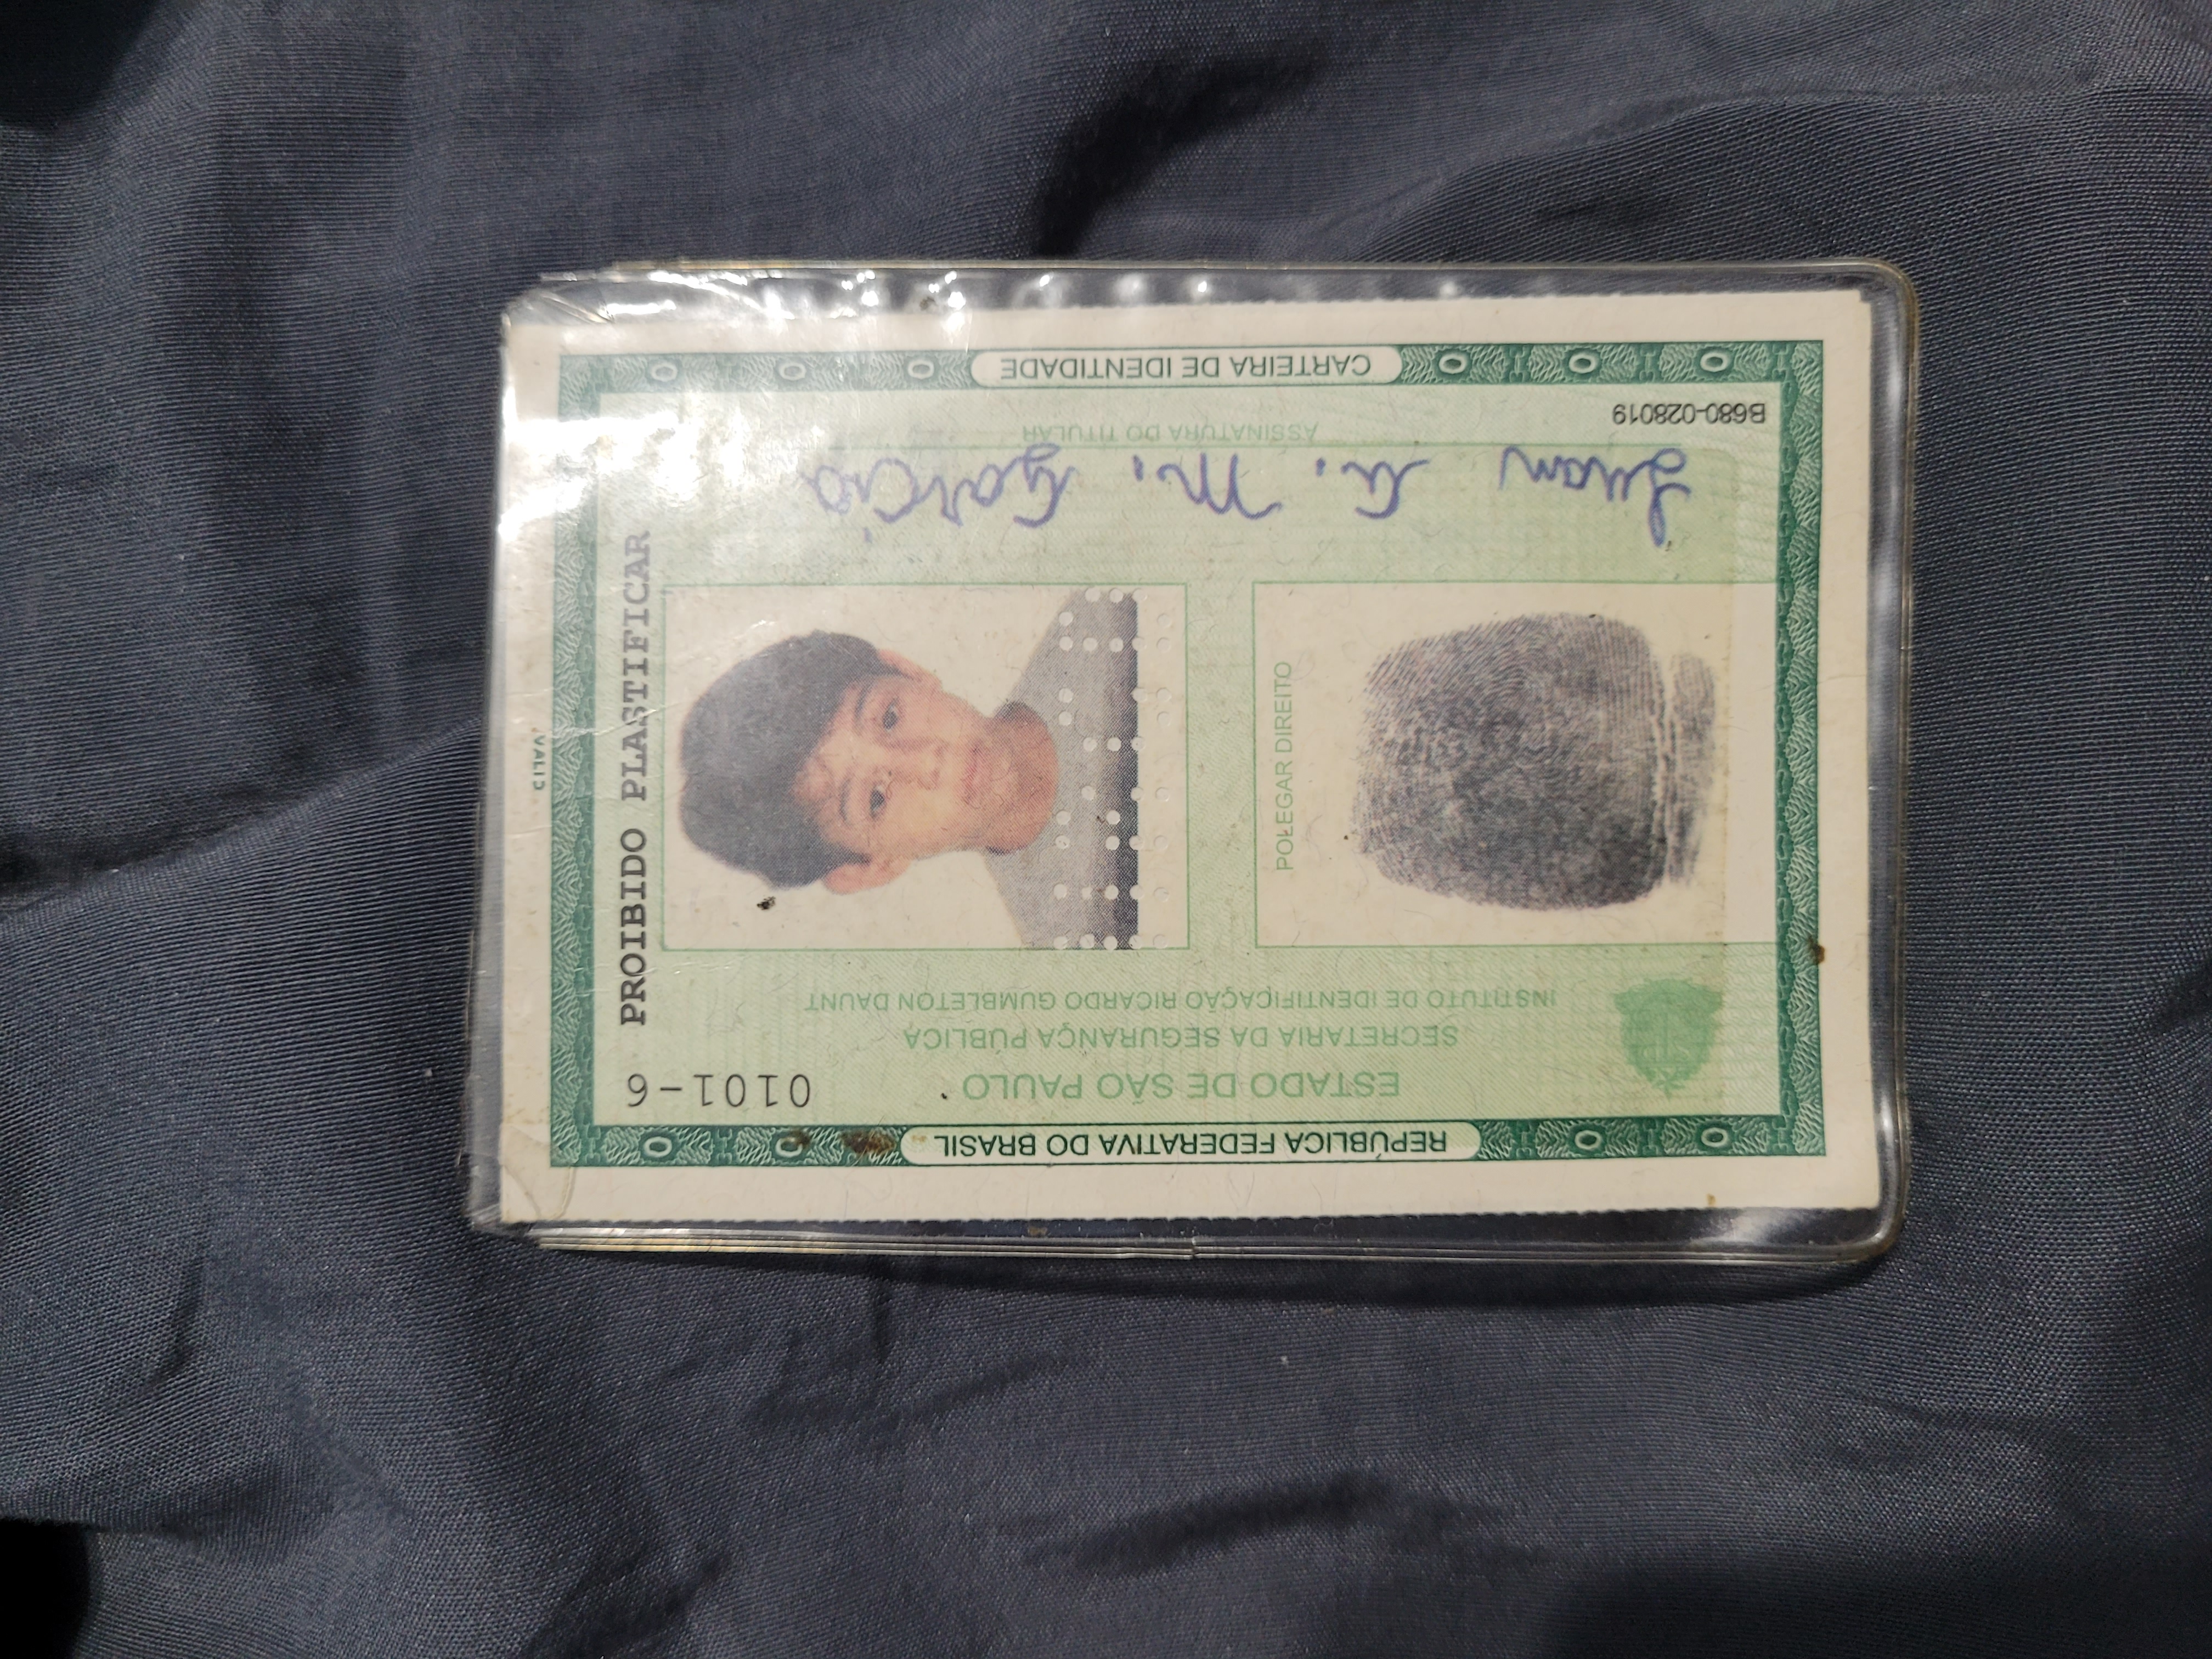 REPÚBLICA FEDERATIVA DO BRASIL
ESTADO DE SÃO PAULO
0101-6
SECRETARIA DA SEGURANÇA PÚBLICA
INSTITUTO DE IDENTIFICAÇÃO RICARDO GUMBLETON DAUNT
PROIBIDO PLASTIFICAR
POLEGAR DIREITO
Luan A. M. Garcia
ASSINATURA DO TITULAR
B680-028019
CARTEIRA DE IDENTIDADE